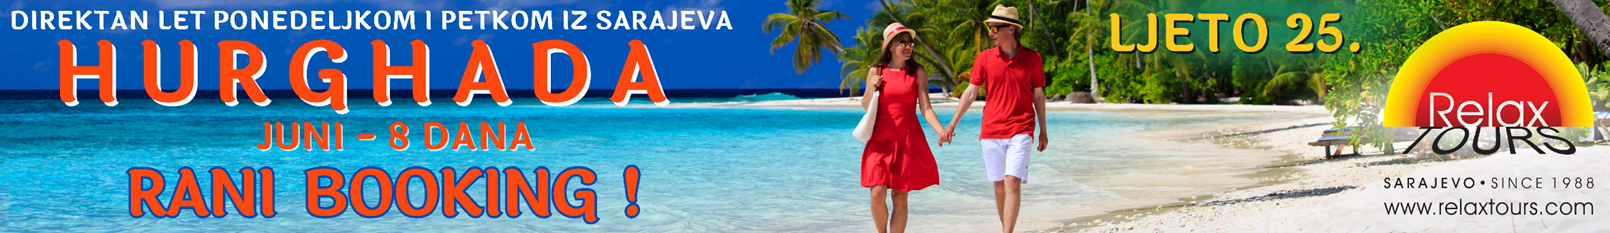 DIREKTAN LET PONEDELJKOM I PETKOM IZ SARAJEVA
HURGHADA
JUNI - 8 DANA
RANI BOOKING !
LJETO 25.
Relax
TOURS
SARAJEVO • SINCE 1988
www.relaxtours.com